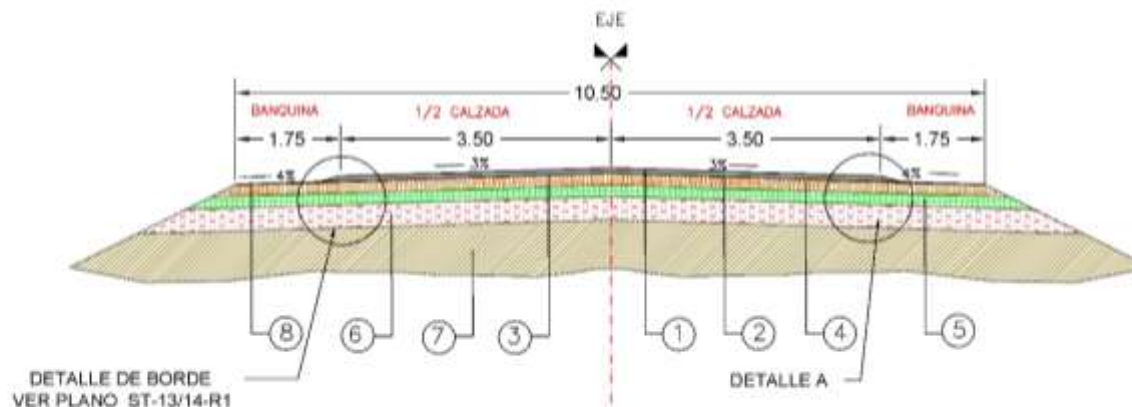 EJE
10.50
BANQUINA
1/2 CALZADA
1/2 CALZADA
BANQUINA
1.75
3.50
3.50
1.75
4%
3%
3%
4%
8
6
7
3
1
2
4
5
DETALLE DE BORDE
VER PLANO ST-13/14-R1
DETALLE A